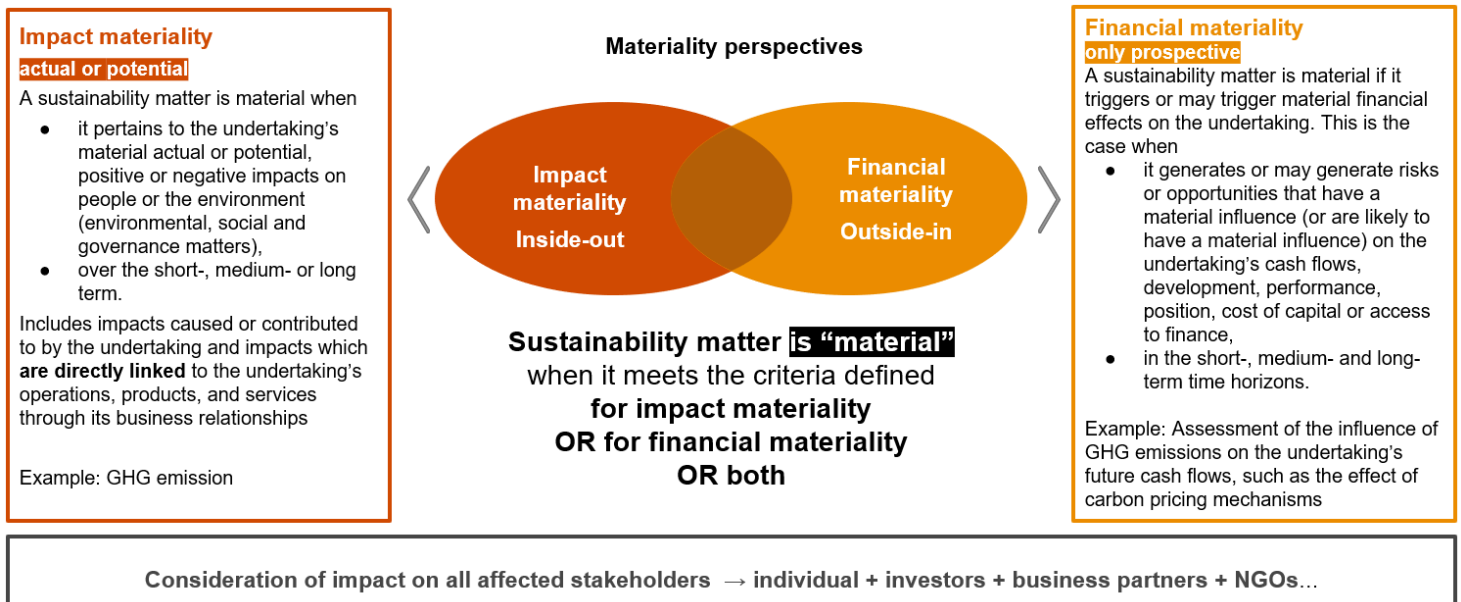 Impact materiality
actual or potential
A sustainability matter is material when
● it pertains to the undertaking's
material actual or potential,
positive or negative impacts on
people or the environment
(environmental, social and
governance matters),
● over the short-, medium- or long
term.
Includes impacts caused or contributed
to by the undertaking and impacts which
are directly linked to the undertaking's
operations, products, and services
through its business relationships
Example: GHG emission
Materiality perspectives
Impact
materiality
Inside-out
Financial
materiality
Outside-in
Sustainability matter is “material”
when it meets the criteria defined
for impact materiality
OR for financial materiality
OR both
Financial materiality
only prospective
A sustainability matter is material if it
triggers or may trigger material financial
effects on the undertaking. This is the
case when
● it generates or may generate risks
or opportunities that have a
material influence (or are likely to
have a material influence) on the
undertaking's cash flows,
development, performance,
position, cost of capital or access
to finance,
● in the short-, medium- and long-
term time horizons.
Example: Assessment of the influence of
GHG emissions on the undertaking's
future cash flows, such as the effect of
carbon pricing mechanisms
Consideration of impact on all affected stakeholders → individual + investors + business partners + NGOs...